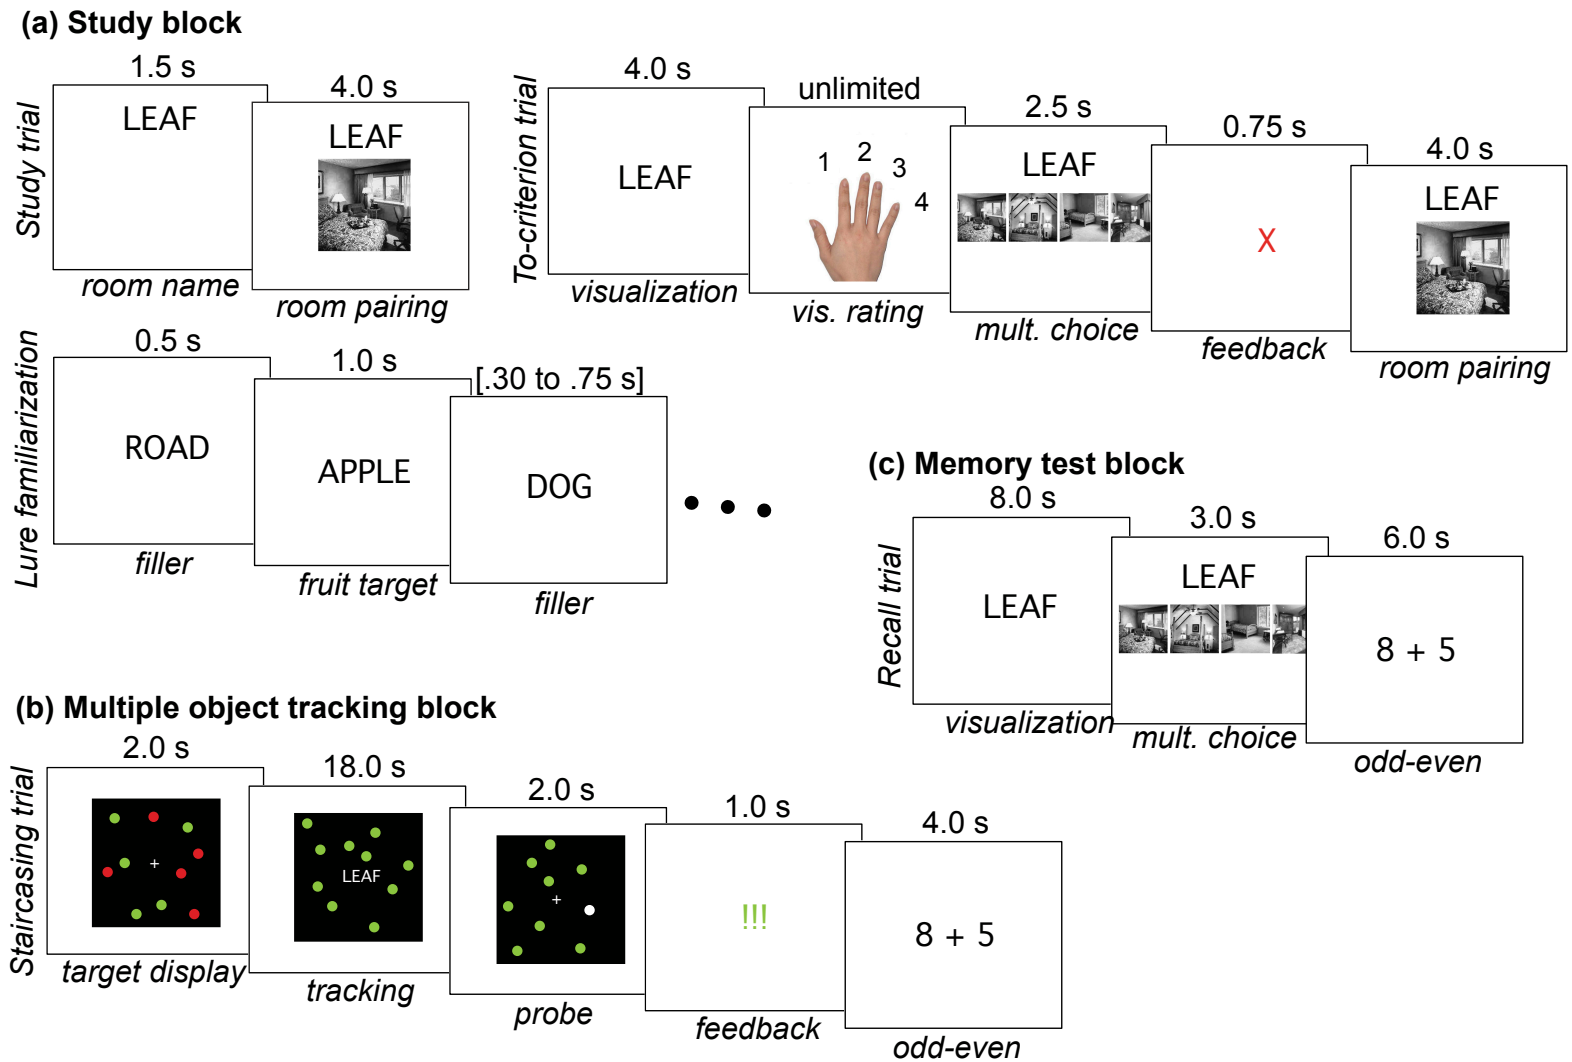 (a) Study block
Study trial
1.5 s
LEAF
room name
4.0 s
LEAF
room pairing
To-criterion trial
4.0 s
LEAF
visualization
unlimited
1
2
3
4
vis. rating
2.5 s
LEAF
mult. choice
0.75 s
X
feedback
4.0 s
LEAF
room pairing
Lure familiarization
0.5 s
ROAD
filler
1.0 s
APPLE
fruit target
[.30 to .75 s]
DOG
filler
(c) Memory test block
Recall trial
8.0 s
LEAF
visualization
3.0 s
LEAF
mult. choice
6.0 s
8 + 5
odd-even
(b) Multiple object tracking block
Staircasing trial
2.0 s
+
target display
18.0 s
LEAF
tracking
2.0 s
+
probe
1.0 s
!!!
feedback
4.0 s
8 + 5
odd-even